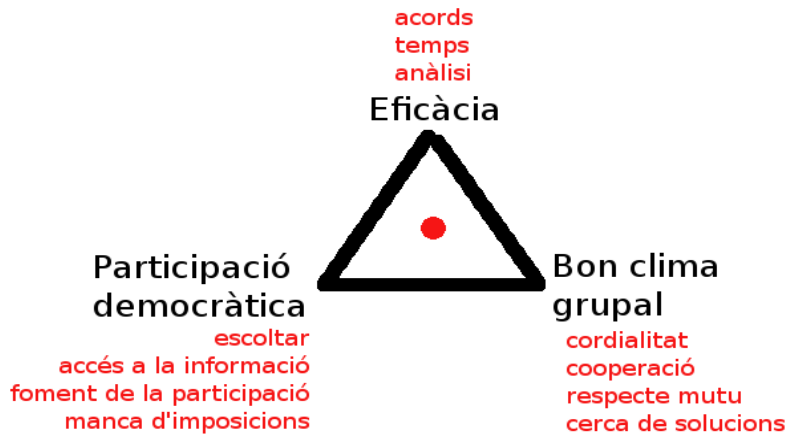 acords
temps
anàlisi
Eficàcia
Participació
democràtica
escoltar
accés a la informació
foment de la participació
manca d'imposicions
Bon clima
grupal
cordialitat
cooperació
respecte mutu
cerca de solucions